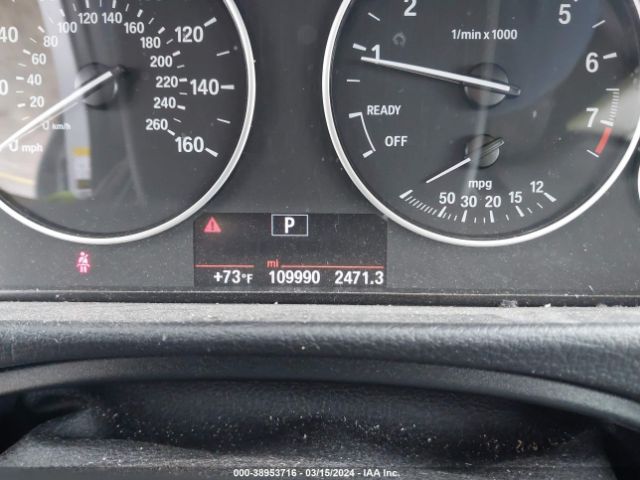 40 80 100 120 140 160 120
60 180
40 200 140
20 220
0 km/h 240
0 mph 260 160
1 2 5 6 7
1/min x 1000
READY
OFF
mpg
50 30 20 15 12
P
mi
+73°F 109990 2471.3
000-38953716 - 03/15/2024 - IAA Inc.